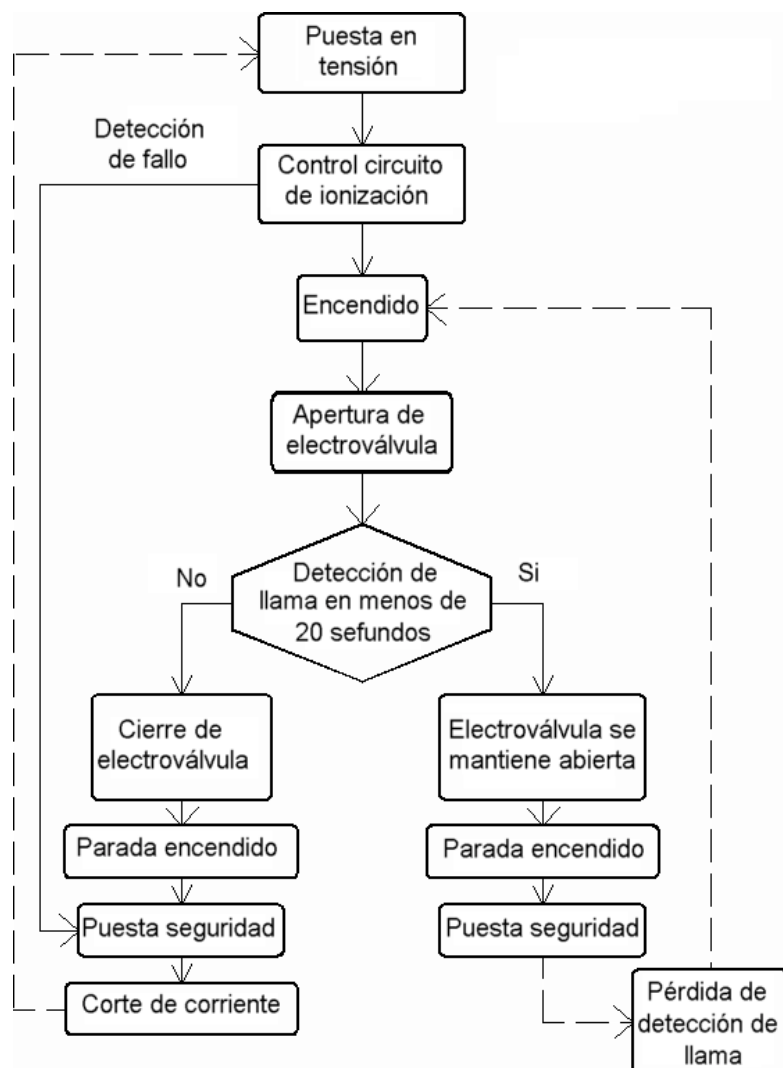 Puesta en
tensión
Detección
de fallo
Control circuito
de ionización
Encendido
Apertura de
electroválvula
No
Detección de
llama en menos de
20 sefundos
Si
Cierre de
electroválvula
Electroválvula se
mantiene abierta
Parada encendido
Parada encendido
Puesta seguridad
Puesta seguridad
Corte de corriente
Pérdida de
detección de
llama